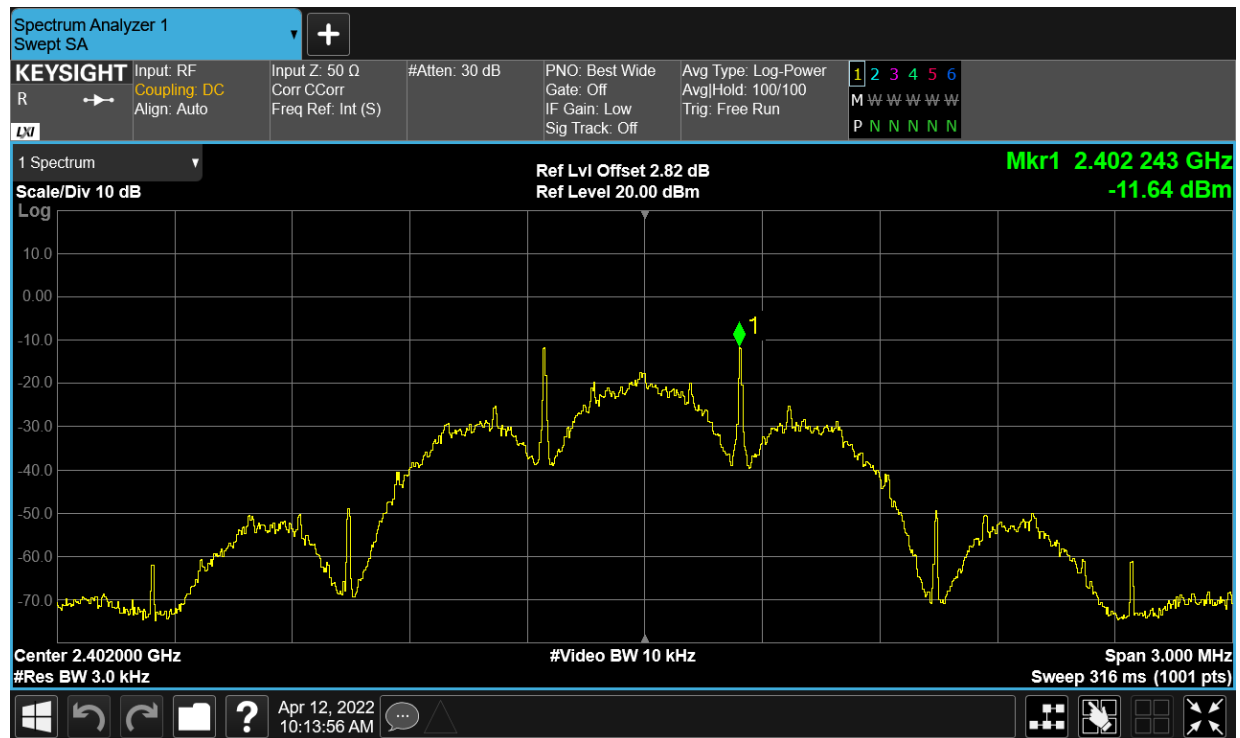 Spectrum Analyzer 1
Swept SA
KEYSIGHT
R
LXI
Input: RF
Coupling: DC
Align: Auto
Input Z: 50 Ω
Corr CCorr
Freq Ref: Int (S)
#Atten: 30 dB
PNO: Best Wide
Gate: Off
IF Gain: Low
Sig Track: Off
Avg Type: Log-Power
Avg|Hold: 100/100
Trig: Free Run
1 2 3 4 5 6
M W W W W W
P N N N N N
1 Spectrum
Scale/Div 10 dB
Log
Ref Lvl Offset 2.82 dB
Ref Level 20.00 dBm
Mkr1 2.402 243 GHz
-11.64 dBm
10.0
0.00
-10.0
-20.0
-30.0
-40.0
-50.0
-60.0
-70.0
1
Center 2.402000 GHz
#Res BW 3.0 kHz
#Video BW 10 kHz
Span 3.000 MHz
Sweep 316 ms (1001 pts)
?
Apr 12, 2022
10:13:56 AM